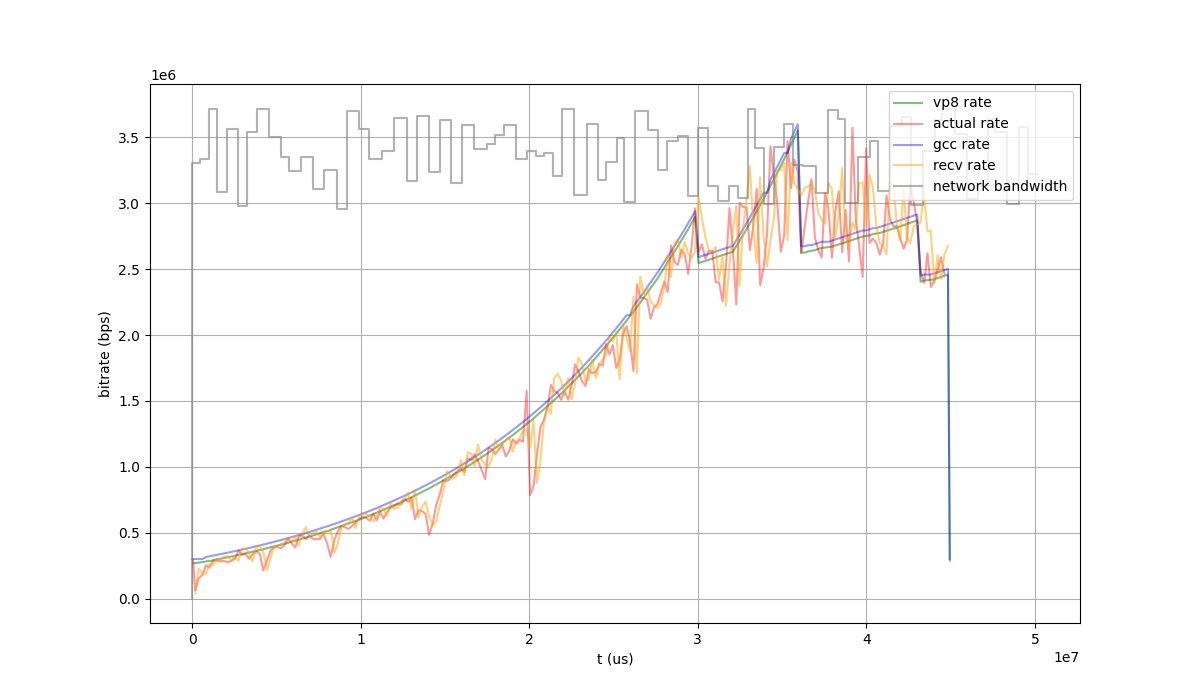 1e6
vp8 rate
actual rate
gcc rate
recv rate
network bandwidth
3.5
3.0
2.5
2.0
1.5
1.0
0.5
0.0
bitrate (bps)
0 1 2 3 4 5
t (us)
1e7